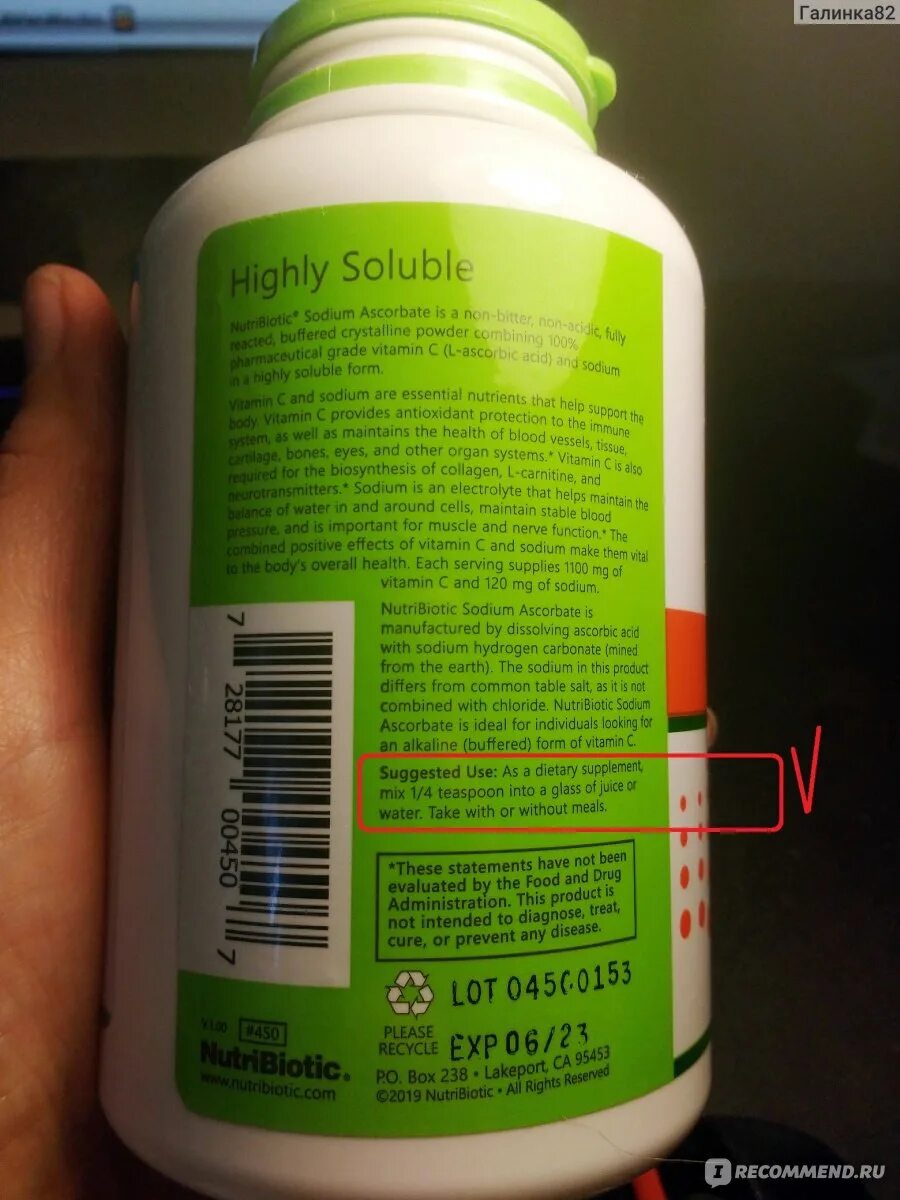 Галинка82
Highly Soluble
NutriBiotic® Sodium Ascorbate is a non-bitter, non-acidic, fully
reacted, buffered crystalline powder combining 100%
pharmaceutical grade vitamin C (L-ascorbic acid) and sodium
in a highly soluble form.
Vitamin C and sodium are essential nutrients that help support the
body. Vitamin C provides antioxidant protection to the immune
system, as well as maintains the health of blood vessels, tissue,
cartilage, bones, eyes, and other organ systems.* Vitamin C is also
required for the biosynthesis of collagen, L-carnitine, and
neurotransmitters.* Sodium is an electrolyte that helps maintain the
balance of water in and around cells, maintain stable blood
pressure, and is important for muscle and nerve function.* The
combined positive effects of vitamin C and sodium make them vital
to the body's overall health. Each serving supplies 1100 mg of
vitamin C and 120 mg of sodium.
NutriBiotic Sodium Ascorbate is
manufactured by dissolving ascorbic acid
with sodium hydrogen carbonate (mined
from the earth). The sodium in this product
differs from common table salt, as it is not
combined with chloride. NutriBiotic Sodium
Ascorbate is ideal for individuals looking for
an alkaline (buffered) form of vitamin C.
Suggested Use: As a dietary supplement,
mix 1/4 teaspoon into a glass of juice or
water. Take with or without meals.
*These statements have not been
evaluated by the Food and Drug
Administration. This product is
not intended to diagnose, treat,
cure, or prevent any disease.
7 28177 00450 7
LOT 0450.0153
PLEASE
RECYCLE
EXP 06/23
V.1.00 #450
NutriBiotic®
www.nutribiotic.com
P.O. Box 238 • Lakeport, CA 95453
©2019 NutriBiotic • All Rights Reserved
IRECOMMEND.RU